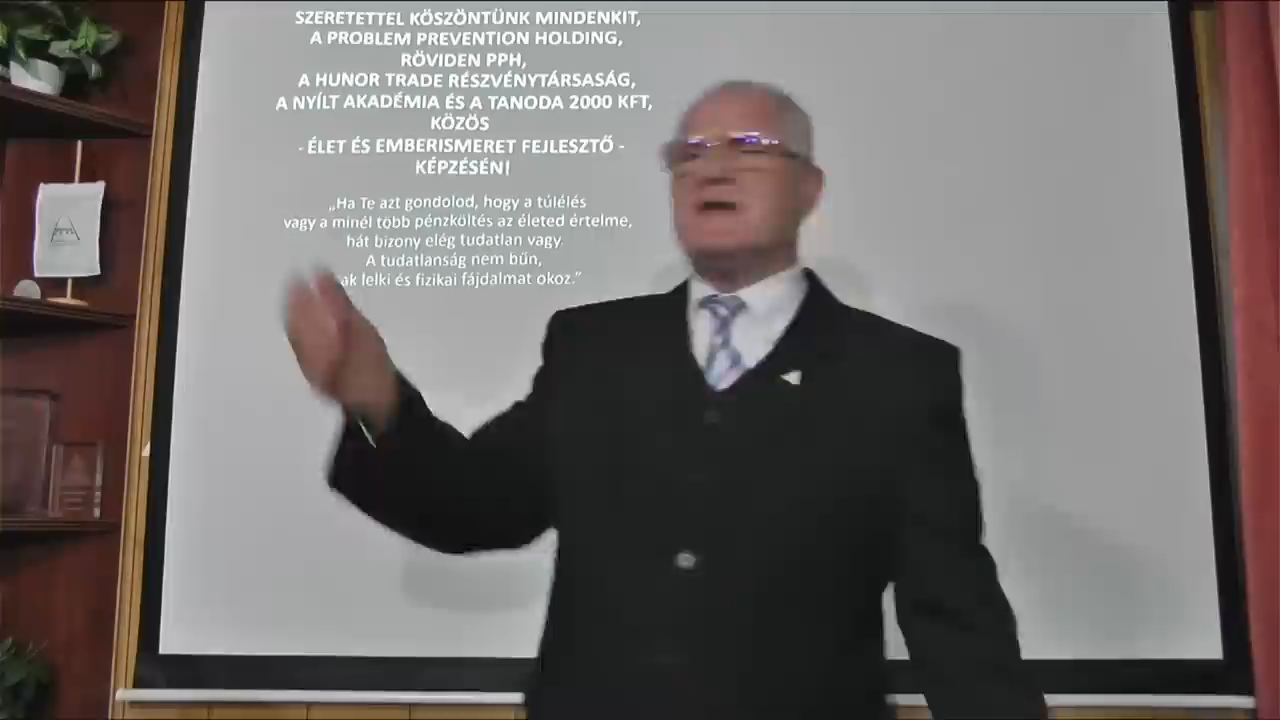 SZERETETTEL KÖSZÖNTÜNK MINDENKIT,
A PROBLEM PREVENTION HOLDING,
RÖVIDEN PPH,
A HUNOR TRADE RÉSZVÉNYTÁRSASÁG,
A NYÍLT AKADÉMIA ÉS A TANODA 2000 KFT,
KÖZÖS
- ÉLET ÉS EMBERISMERET FEJLESZTŐ -
KÉPZÉSÉN!
„Ha Te azt gondolod, hogy a túlélés
vagy a minél több pénzköltés az életed értelme,
hát bizony elég tudatlan vagy.
A tudatlanság nem bűn,
lelki és fizikai fájdalmat okoz.”